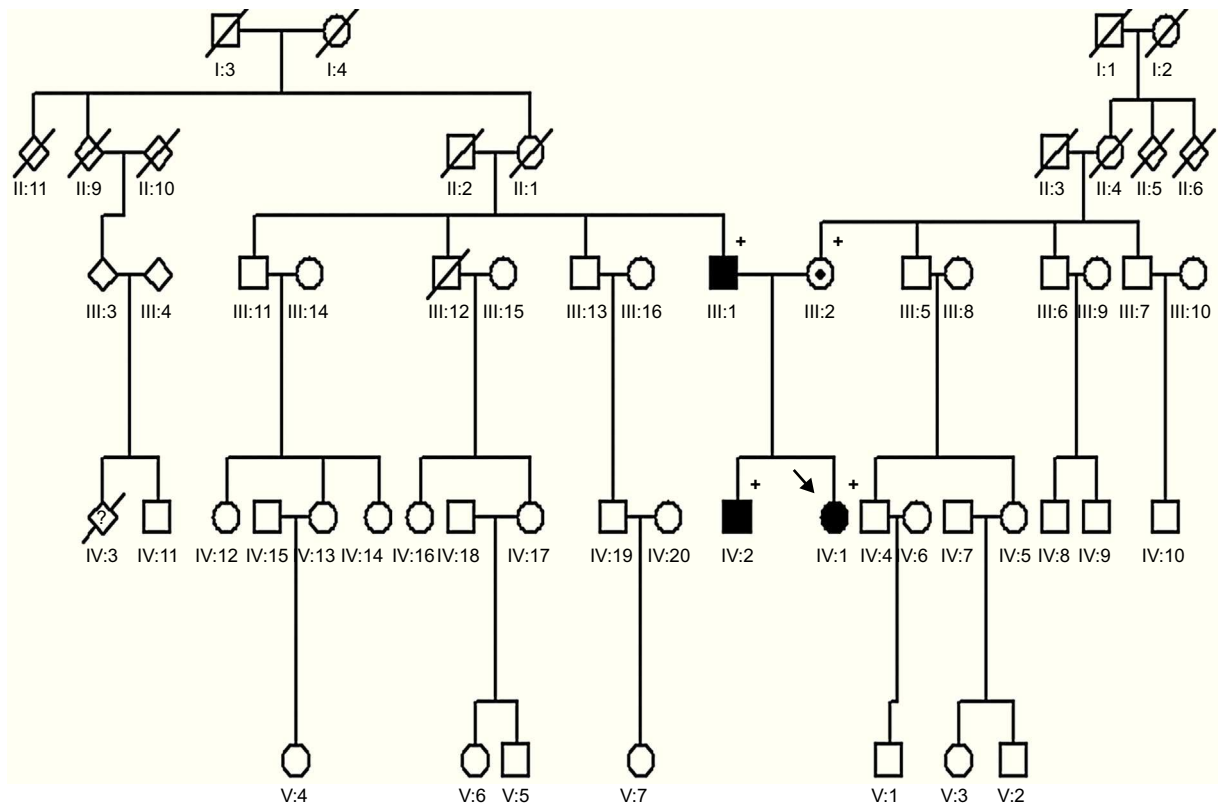 I:3 I:4 I:1 I:2
II:11 II:9 II:10 II:2 II:1 II:3 II:4 II:5 II:6
+ +
III:3 III:4 III:11 III:14 III:12 III:15 III:13 III:16 III:1 III:2 III:5 III:8 III:6 III:9 III:7 III:10
+ +
?
IV:3 IV:11 IV:12 IV:15 IV:13 IV:14 IV:16 IV:18 IV:17 IV:19 IV:20 IV:2 IV:1 IV:4 IV:6 IV:7 IV:5 IV:8 IV:9 IV:10
V:4 V:6 V:5 V:7 V:1 V:3 V:2